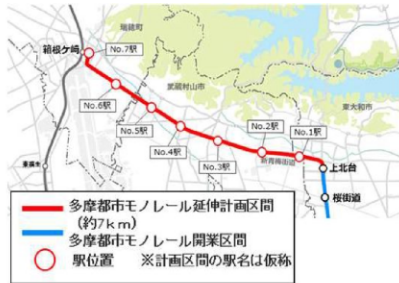 瑞穂町
No.7駅
箱根ケ崎
武蔵村山市
No.6駅
東大和市
No.5駅
No.2駅
No.1駅
No.4駅
新青梅街道
No.3駅
上北台
桜街道
多摩都市モノレール延伸計画区間
(約7km)
多摩都市モノレール開業区間
駅位置 ※計画区間の駅名は仮称